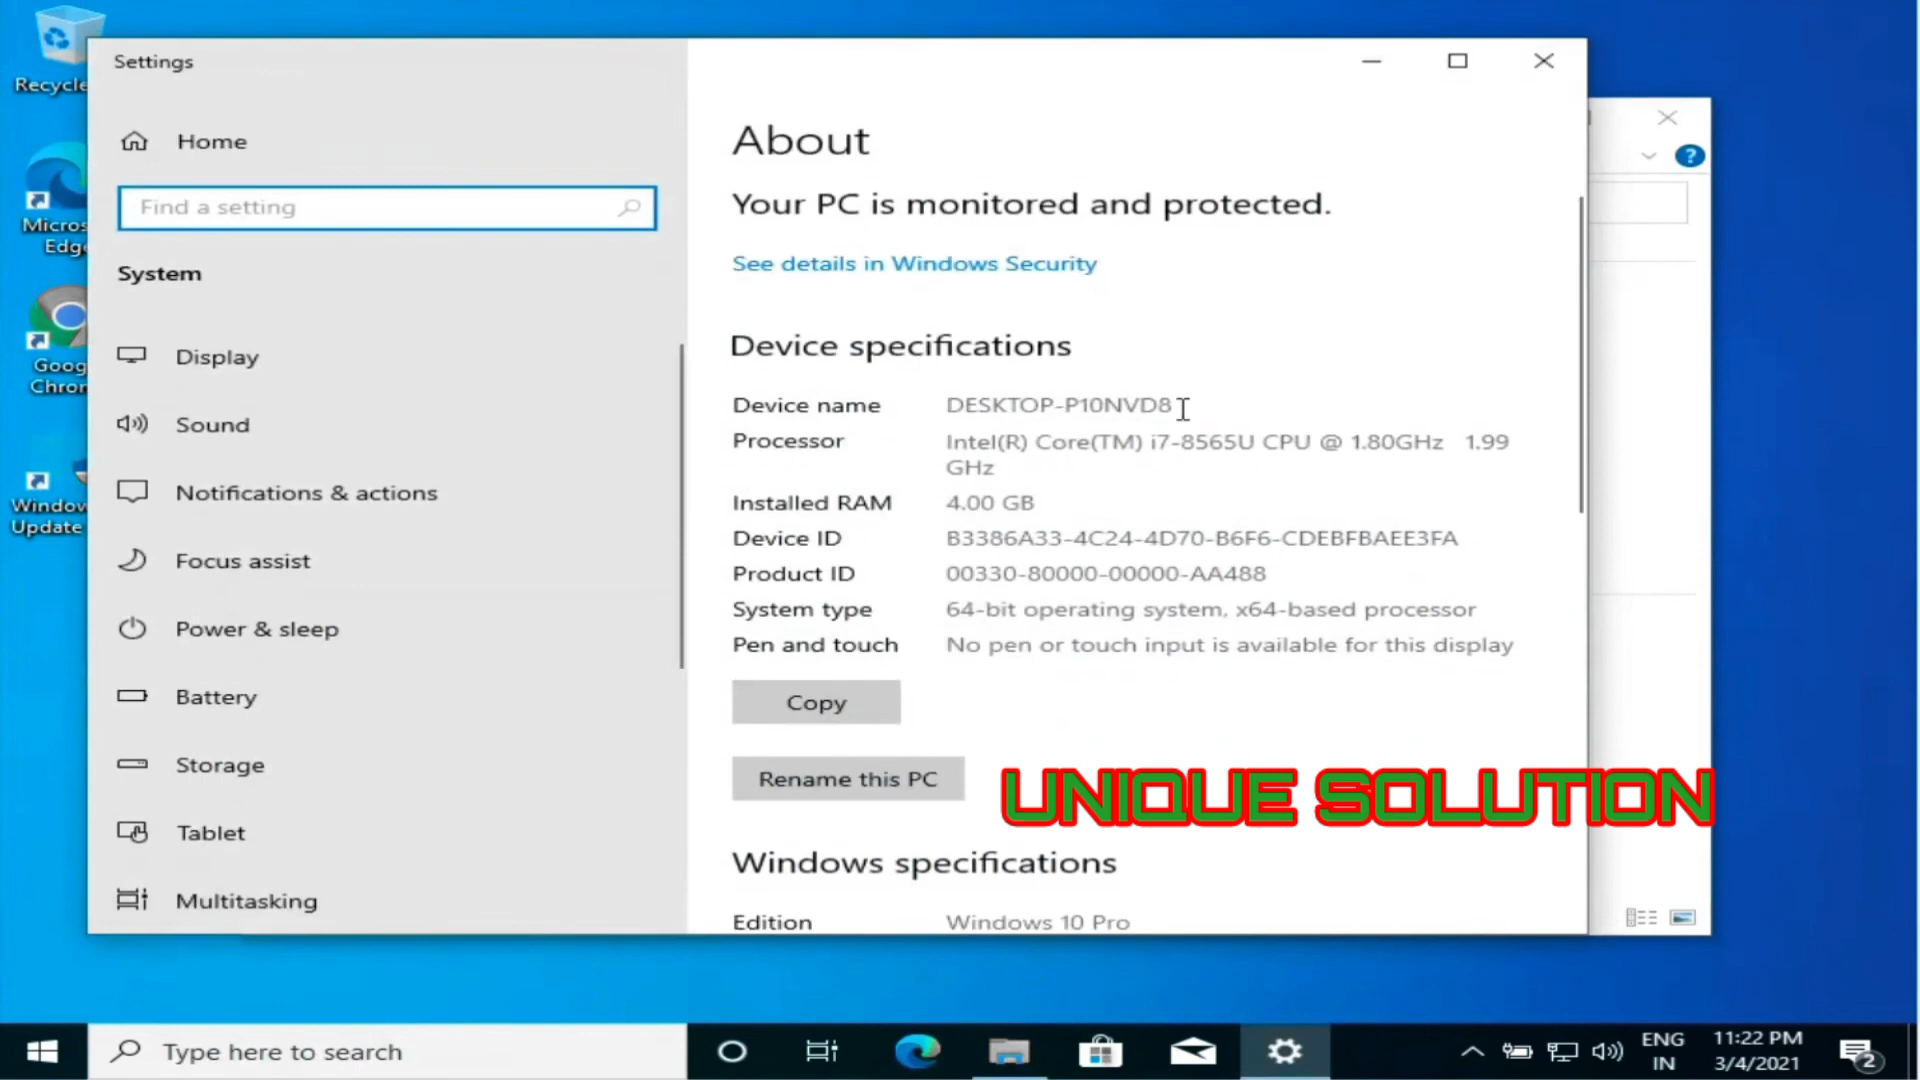 Recycle
Micros
Edg
Goog
Chron
Window
Update
Settings
Home
Find a setting
System
Display
Sound
Notifications & actions
Focus assist
Power & sleep
Battery
Storage
Tablet
Multitasking
About
Your PC is monitored and protected.
See details in Windows Security
Device specifications
Device name DESKTOP-P10NVD8
Processor Intel(R) Core(TM) i7-8565U CPU @ 1.80GHz 1.99
GHz
Installed RAM 4.00 GB
Device ID B3386A33-4C24-4D70-B6F6-CDEBFBAEE3FA
Product ID 00330-80000-00000-AA488
System type 64-bit operating system, x64-based processor
Pen and touch No pen or touch input is available for this display
Copy
Rename this PC
UNIQUE SOLUTION
Windows specifications
Edition Windows 10 Pro
?
Type here to search
ENG
IN
11:22 PM
3/4/2021
2